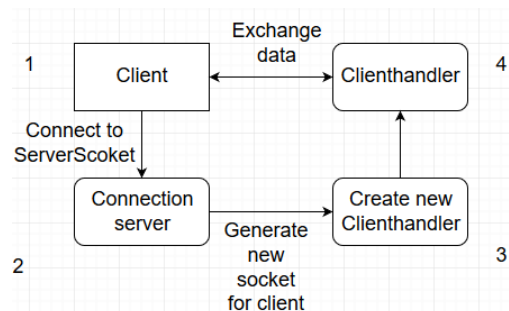 Exchange
data
1
Client
Clienthandler
4
Connect to
ServerScoket
Connection
server
Create new
Clienthandler
Generate
new
socket
for client
2
3